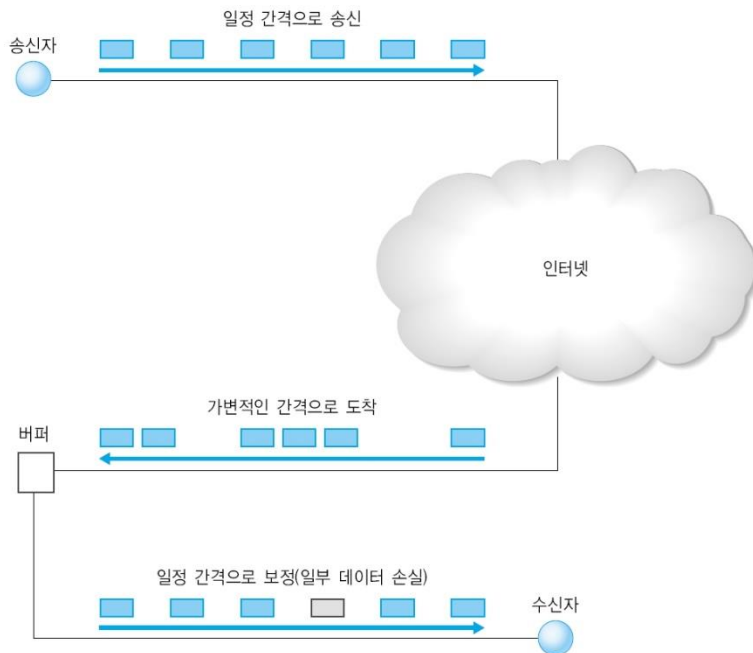 일정 간격으로 송신
송신자
인터넷
가변적인 간격으로 도착
버퍼
일정 간격으로 보정(일부 데이터 손실)
수신자